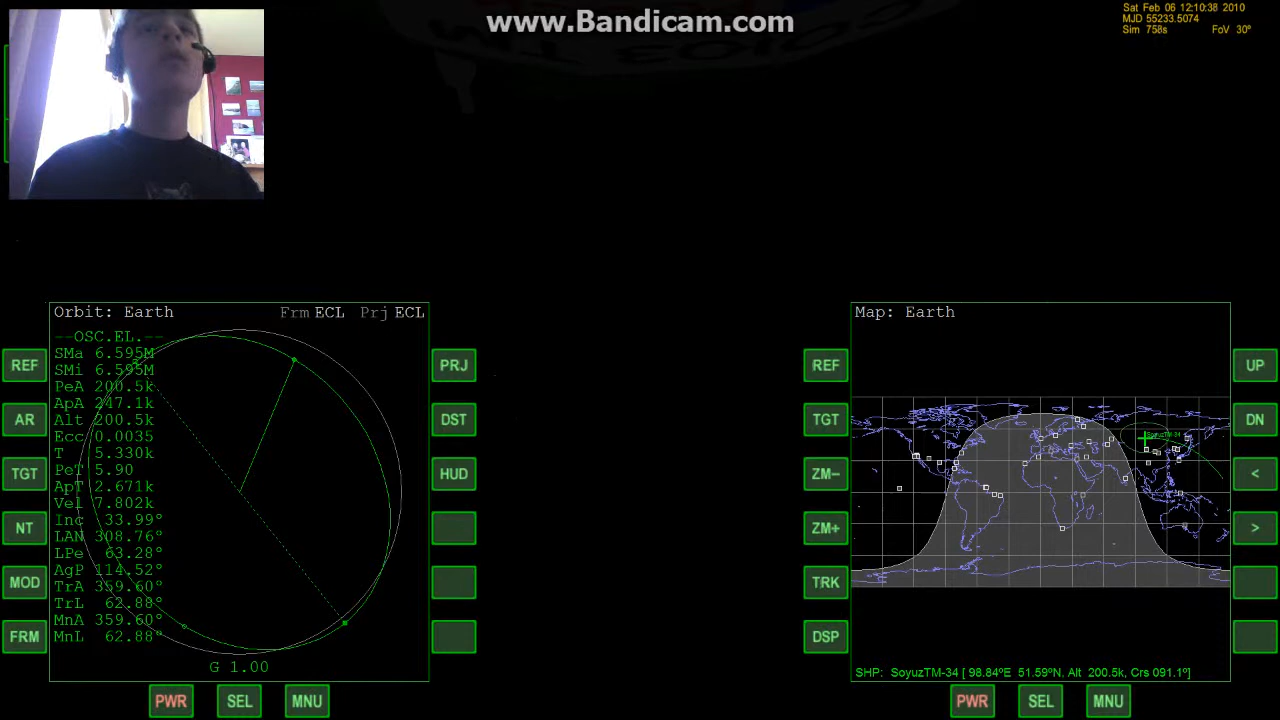 www.Bandicam.com
Sat Feb 06 12:10:38 2010
MJD 55233.5074
Sim 758s
FoV 30°
Orbit: Earth
Frm ECL
Prj ECL
--OSC.EL.--
SMa 6.595M
SMi 6.595M
PeA 200.5k
ApA 247.1k
Alt 200.5k
Ecc 0.0035
T 5.330k
PeT 5.90
ApT 2.671k
Vel 7.802k
Inc 33.99°
LAN 308.76°
LPe 63.28°
AgP 114.52°
TrA 359.60°
TrL 62.88°
MnA 359.60°
MnL 62.88°
G 1.00
REF
AR
TGT
NT
MOD
FRM
PRJ
DST
HUD
PWR
SEL
MNU
Map: Earth
REF
TGT
ZM-
ZM+
TRK
DSP
UP
DN
<
>
SoyuzTM-34
SHP: SoyuzTM-34 [ 98.84°E 51.59°N, Alt 200.5k, Crs 091.1°]
PWR
SEL
MNU